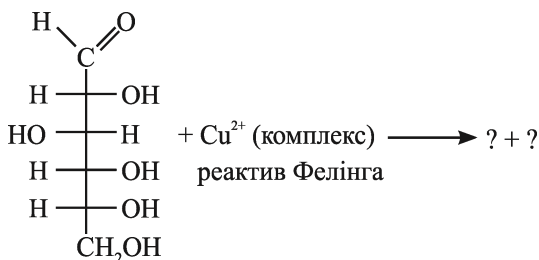 H O
C
H OH
HO H + Cu²⁺ (комплекс) ? + ?
H OH реактив Фелінга
H OH
CH₂OH